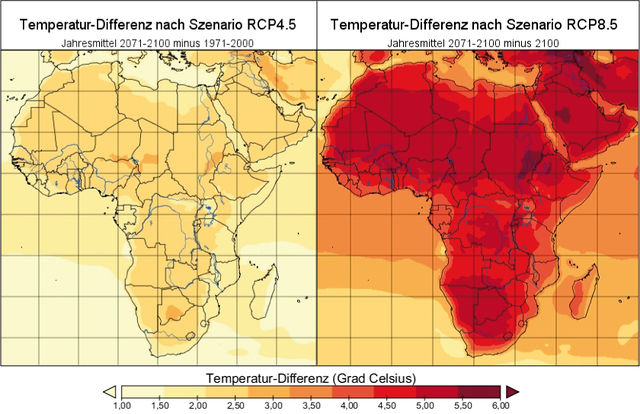 Temperatur-Differenz nach Szenario RCP4.5
Jahresmittel 2071-2100 minus 1971-2000
Temperatur-Differenz nach Szenario RCP8.5
Jahresmittel 2071-2100 minus 2100
Temperatur-Differenz (Grad Celsius)
1,00 2,00 2,50 3,00 3,50 4,00 4,50 5,00 5,50 6,00